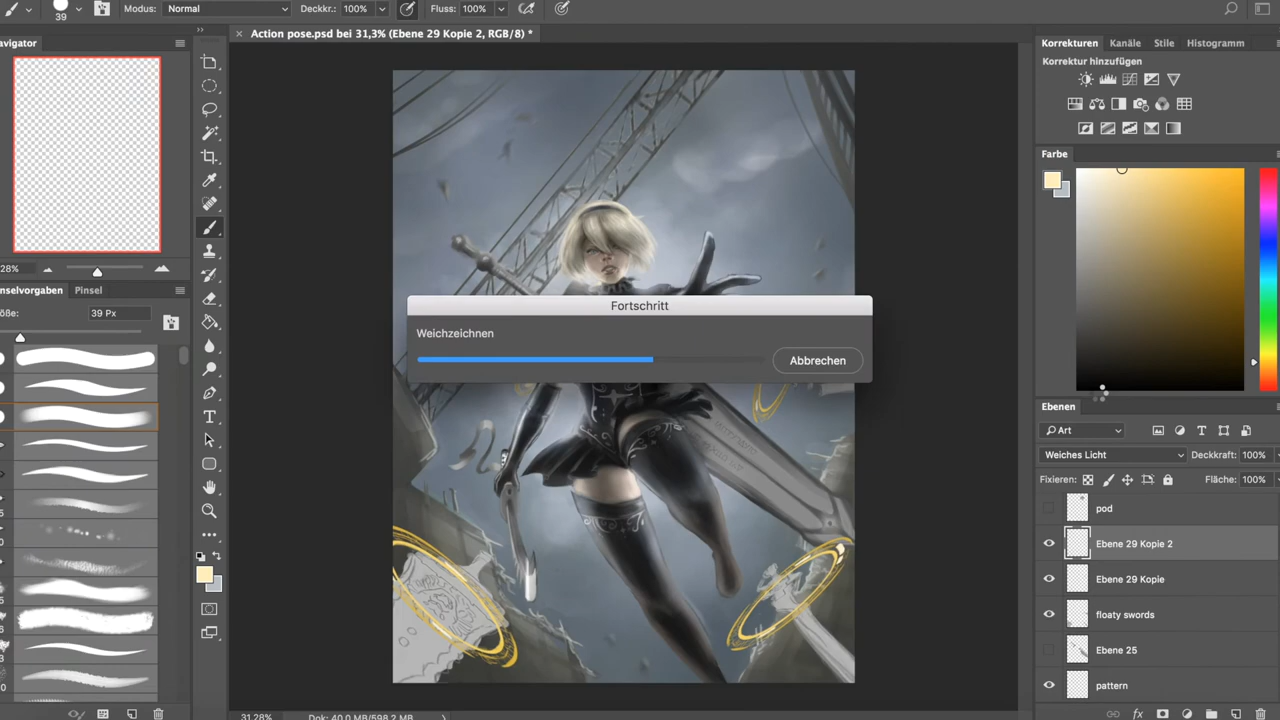 39
Modus:
Normal
Deckkr.:
100%
Fluss:
100%
avigator
× Action pose.psd bei 31,3% (Ebene 29 Kopie 2, RGB/8) *
Korrekturen Kanäle Stile Histogramm
Korrektur hinzufügen
Farbe
28%
inselvorgaben Pinsel
öße:
39 Px
Fortschritt
Weichzeichnen
Abbrechen
Ebenen
Art
Weiches Licht
Deckkraft: 100%
Fixieren:
Fläche: 100%
pod
Ebene 29 Kopie 2
Ebene 29 Kopie
floaty swords
Ebene 25
pattern
T
fx
31,28%
Dok: 40,0 MB/598,2 MB